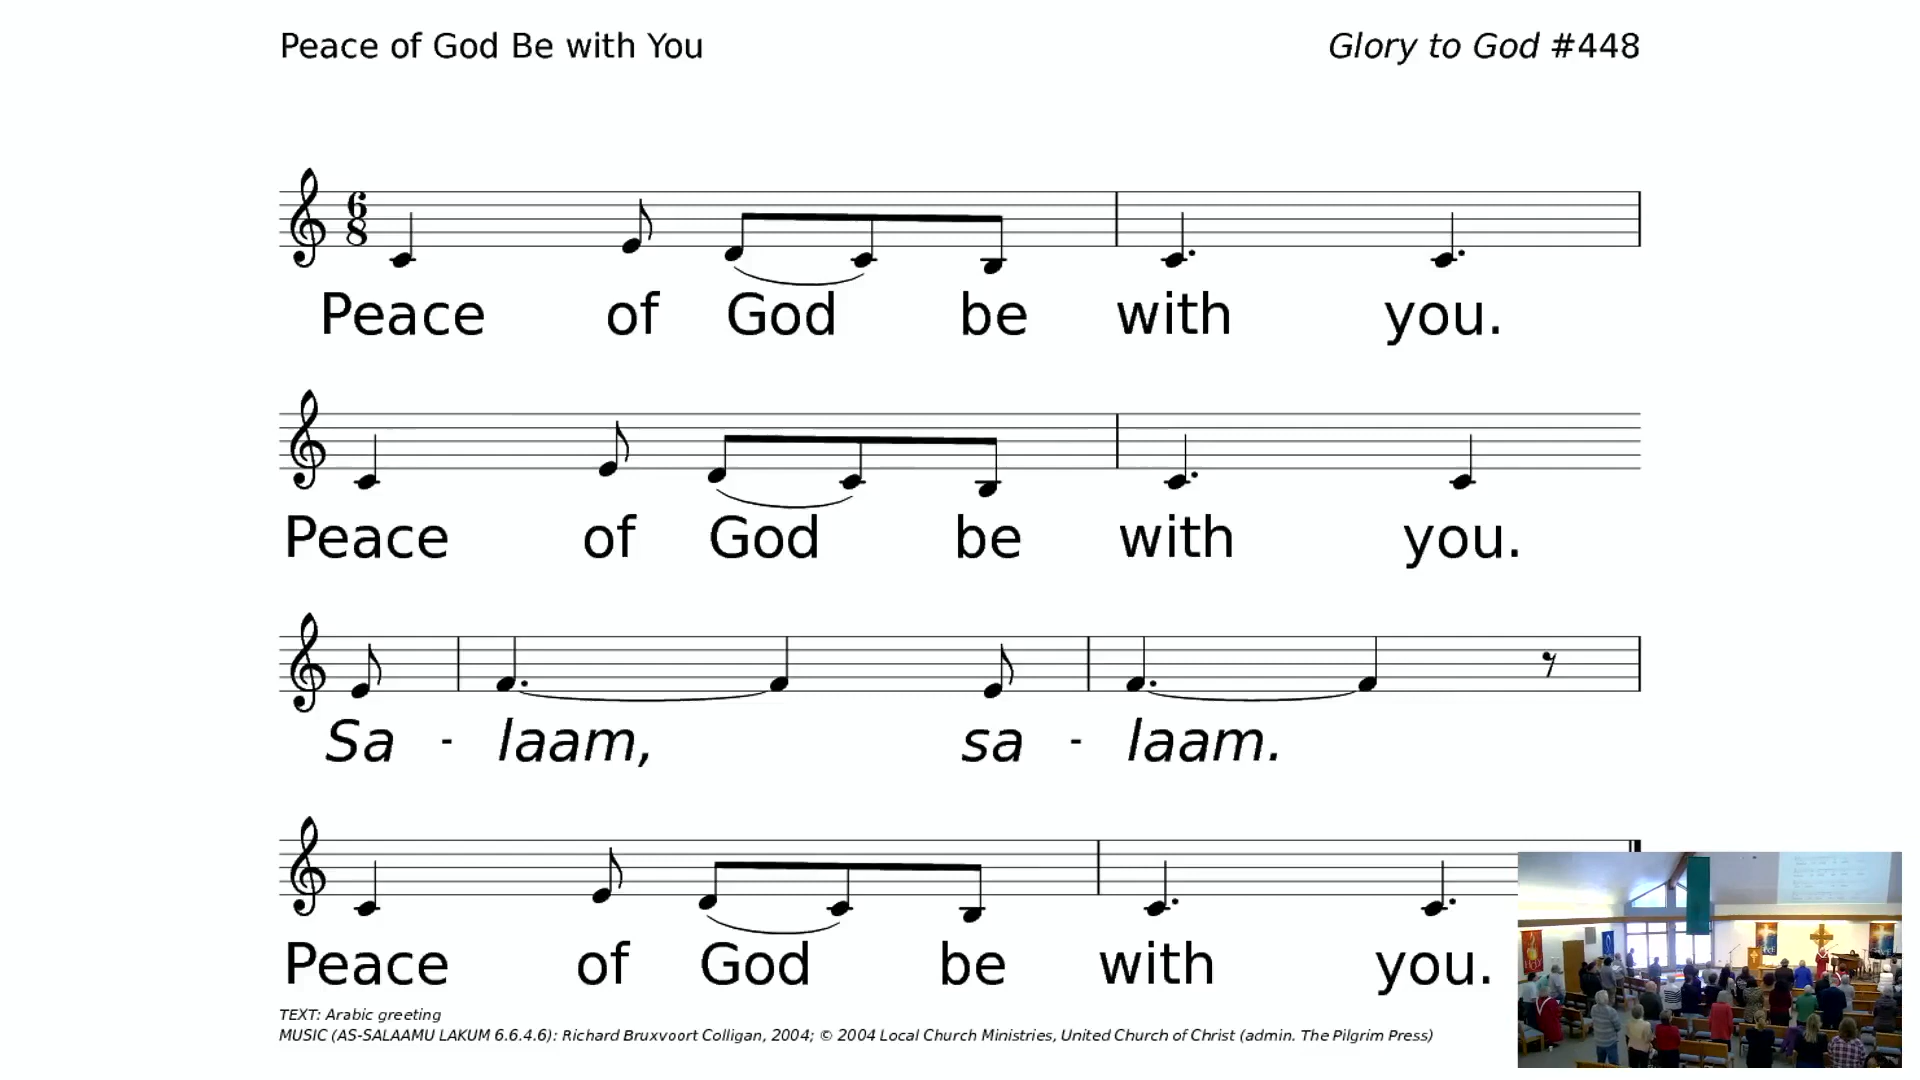 Peace of God Be with You
Glory to God #448
6
8
Peace of God be with you.
Peace of God be with you.
Sa - laam, sa - laam.
Peace of God be with you.
TEXT: Arabic greeting
MUSIC (AS-SALAAMU LAKUM 6.6.4.6): Richard Bruxvoort Colligan, 2004; © 2004 Local Church Ministries, United Church of Christ (admin. The Pilgrim Press)